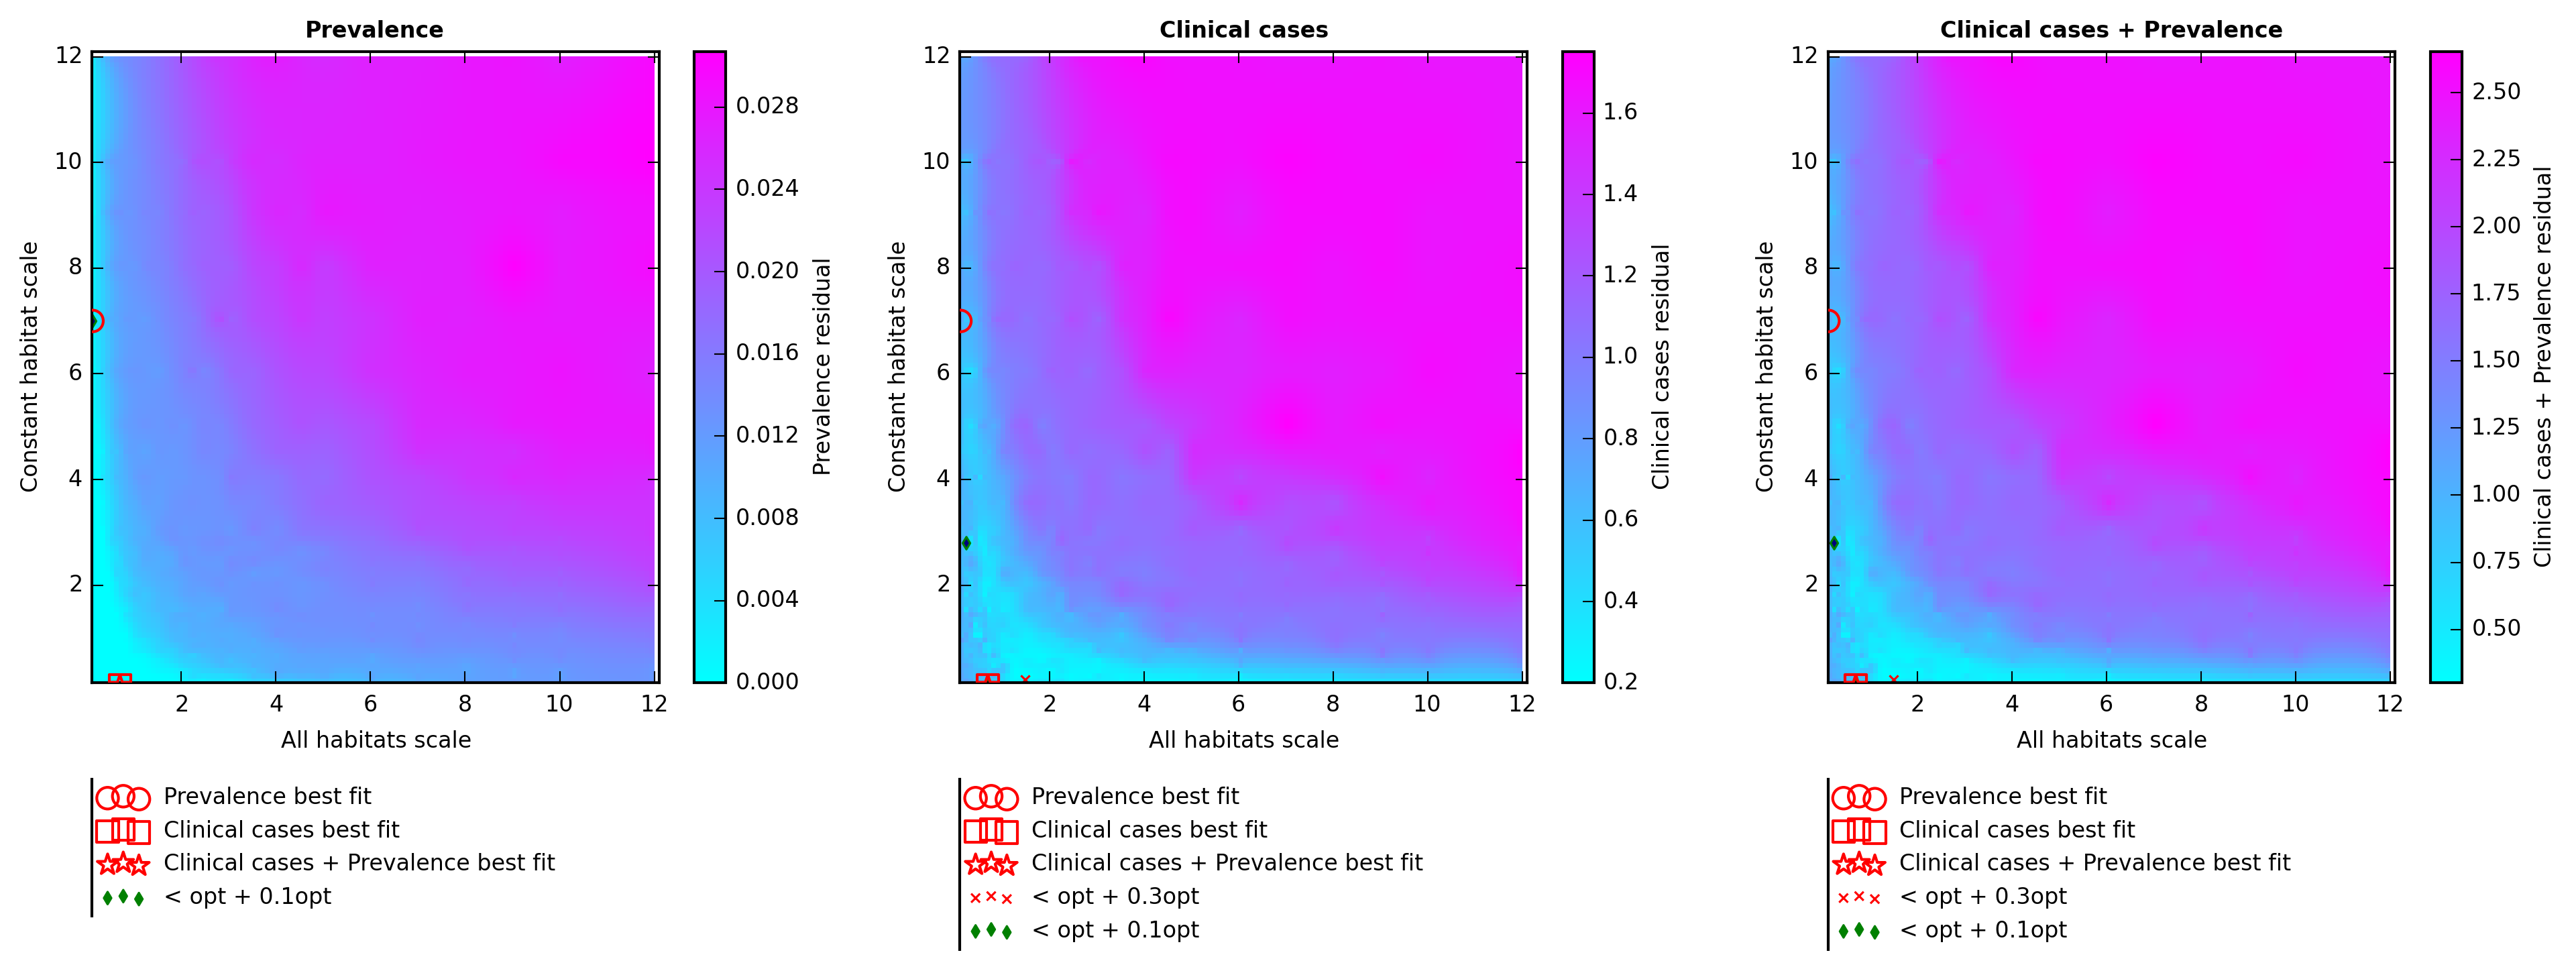 Prevalence
Clinical cases
Clinical cases + Prevalence
12
10
8
6
4
2
Constant habitat scale
2 4 6 8 10 12
All habitats scale
0.028
0.024
0.020
0.016
0.012
0.008
0.004
0.000
Prevalence residual
12
10
8
6
4
2
Constant habitat scale
2 4 6 8 10 12
All habitats scale
1.6
1.4
1.2
1.0
0.8
0.6
0.4
0.2
Clinical cases residual
12
10
8
6
4
2
Constant habitat scale
2 4 6 8 10 12
All habitats scale
2.50
2.25
2.00
1.75
1.50
1.25
1.00
0.75
0.50
Clinical cases + Prevalence residual
Prevalence best fit
Clinical cases best fit
Clinical cases + Prevalence best fit
< opt + 0.1opt
Prevalence best fit
Clinical cases best fit
Clinical cases + Prevalence best fit
< opt + 0.3opt
< opt + 0.1opt
Prevalence best fit
Clinical cases best fit
Clinical cases + Prevalence best fit
< opt + 0.3opt
< opt + 0.1opt